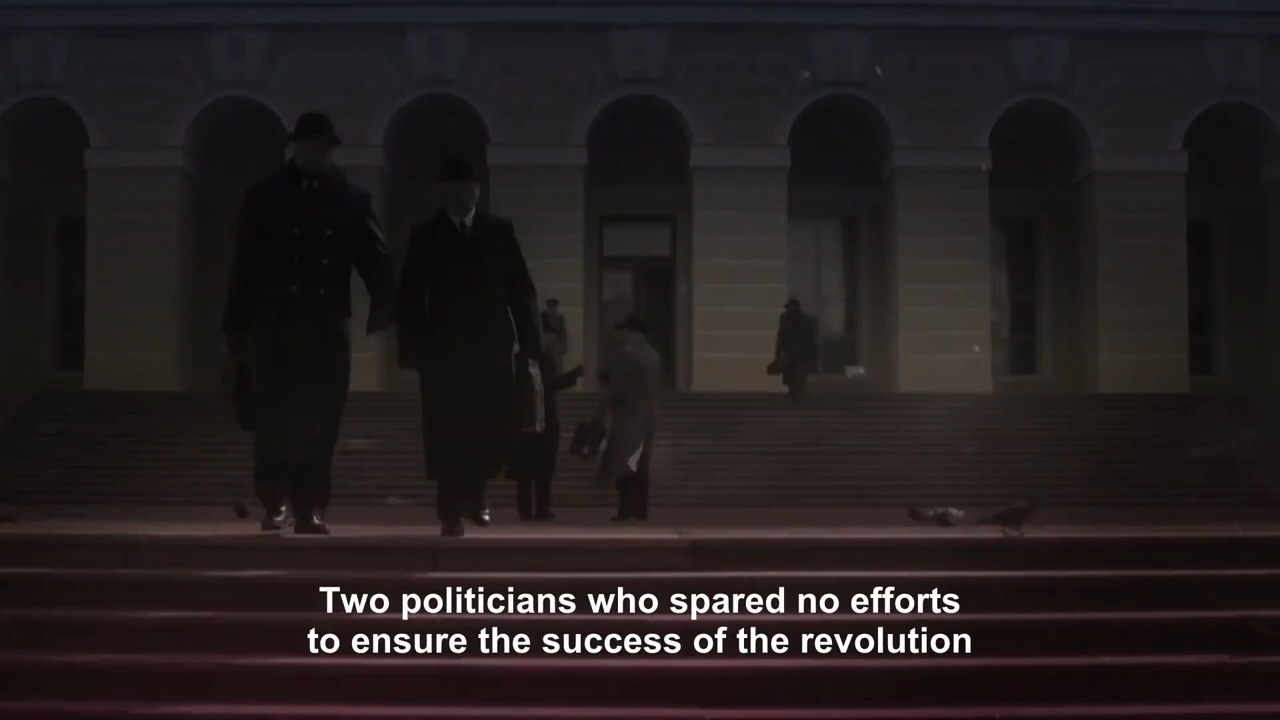 Two politicians who spared no efforts
to ensure the success of the revolution